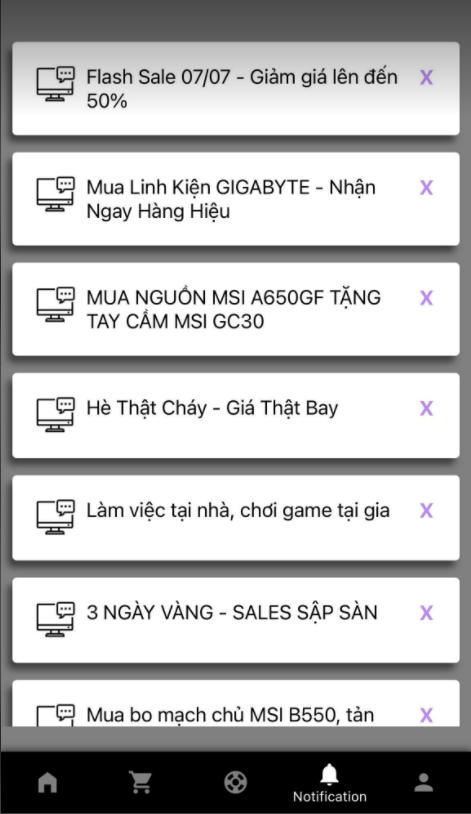 Flash Sale 07/07 - Giảm giá lên đến
50%
X
Mua Linh Kiện GIGABYTE - Nhận
Ngay Hàng Hiệu
X
MUA NGUỒN MSI A650GF TẶNG
TAY CẦM MSI GC30
X
Hè Thật Cháy - Giá Thật Bay
X
Làm việc tại nhà, chơi game tại gia
X
3 NGÀY VÀNG - SALES SẬP SÀN
X
Mua bo mạch chủ MSI B550, tản
X
Notification